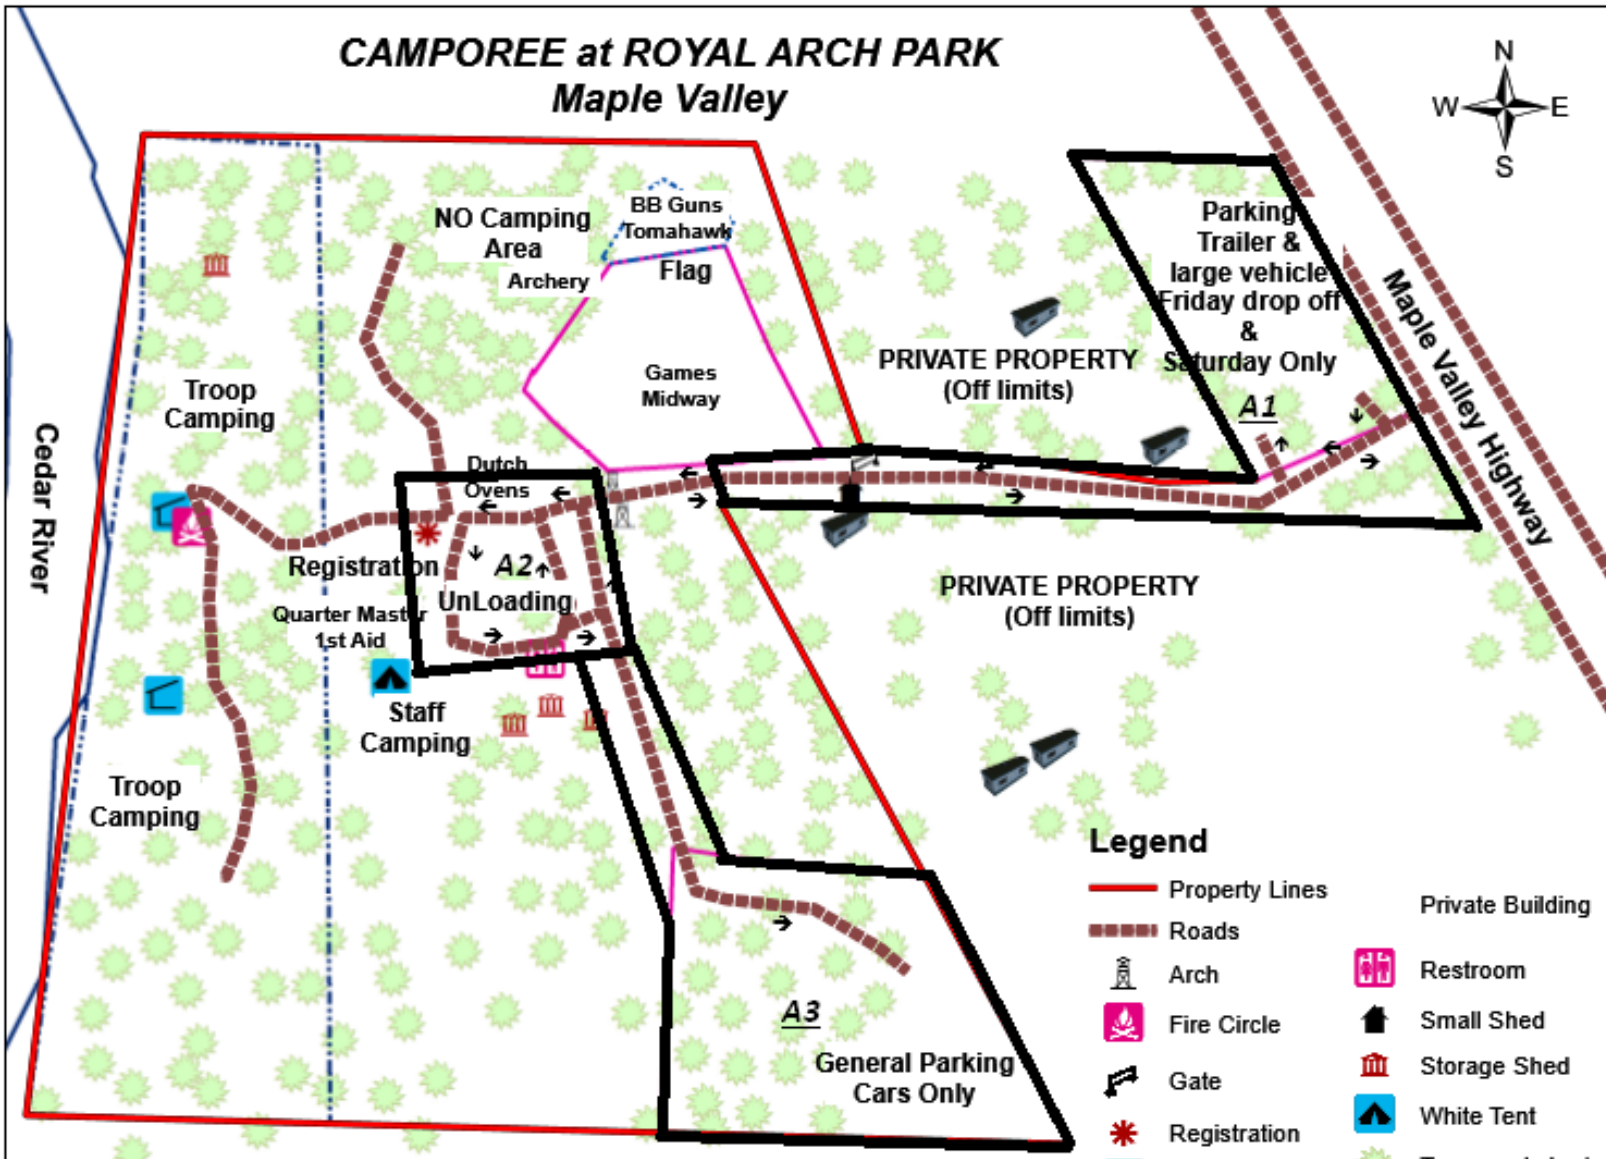 CAMPOREE at ROYAL ARCH PARK
Maple Valley
N
W
E
S
NO Camping
Area
BB Guns
Tomahawk
Archery
Flag
Parking
Trailer &
large vehicle
Friday drop off
&
Saturday Only
A1
Maple Valley Highway
PRIVATE PROPERTY
(Off limits)
Games
Midway
Troop
Camping
Cedar River
Dutch
Ovens
Registration
A2
UnLoading
Quarter Master
1st Aid
PRIVATE PROPERTY
(Off limits)
Staff
Camping
Troop
Camping
A3
General Parking
Cars Only
Legend
Property Lines
Roads
Arch
Fire Circle
Gate
Registration
Private Building
Restroom
Small Shed
Storage Shed
White Tent